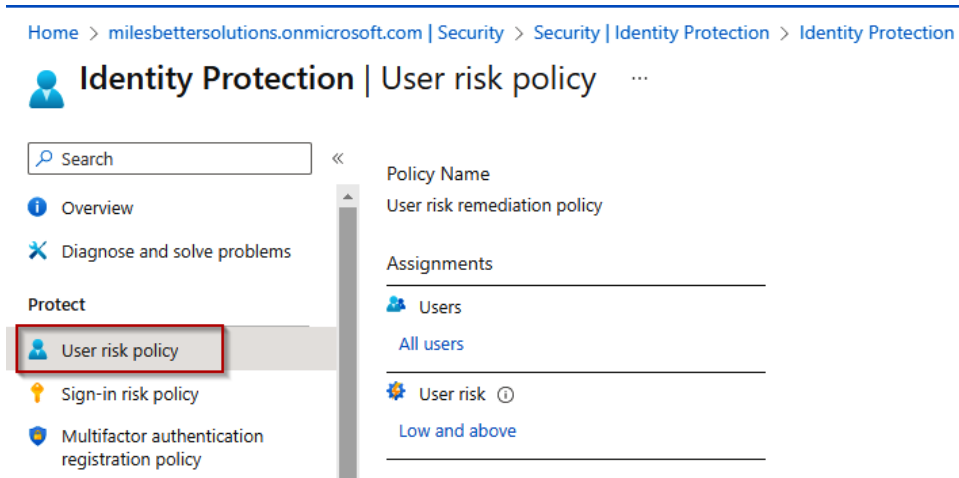 Home > milesbettersolutions.onmicrosoft.com | Security > Security | Identity Protection > Identity Protection
Identity Protection | User risk policy ...
Search
«
Overview
Diagnose and solve problems
Protect
User risk policy
Sign-in risk policy
Multifactor authentication
registration policy
Policy Name
User risk remediation policy
Assignments
Users
All users
User risk
Low and above